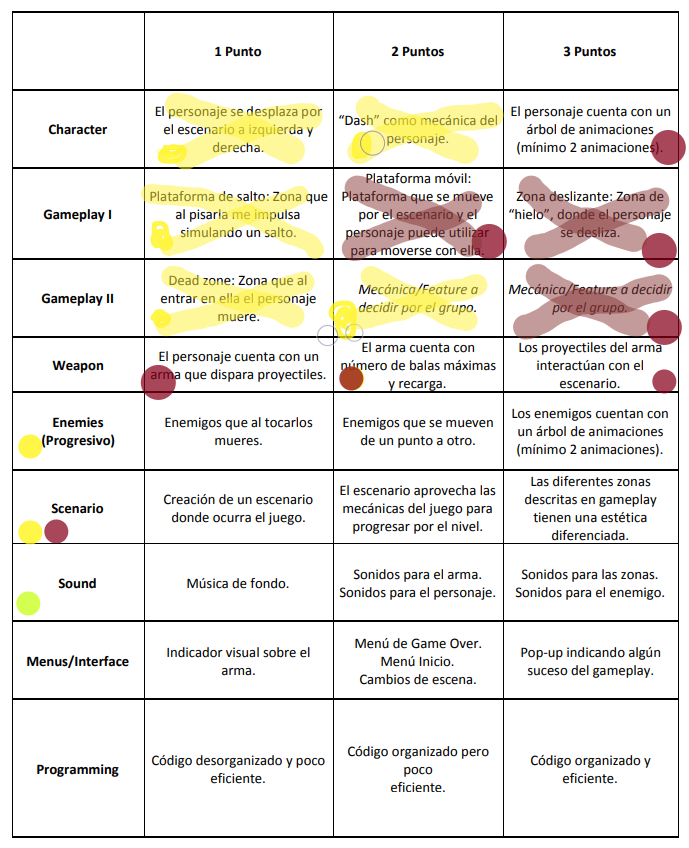 1 Punto
2 Puntos
3 Puntos
Character
El personaje se desplaza por
el escenario a izquierda y
derecha.
“Dash” como mecánica del
personaje.
El personaje cuenta con un
árbol de animaciones
(mínimo 2 animaciones).
Gameplay I
Plataforma de salto: Zona que
al pisarla me impulsa
simulando un salto.
Plataforma móvil:
Plataforma que se mueve
por el escenario y el
personaje puede utilizar
para moverse con ella.
Zona deslizante: Zona de
“hielo”, donde el personaje
se desliza.
Gameplay II
Dead zone: Zona que al
entrar en ella el personaje
muere.
Mecánica/Feature a
decidir por el grupo.
Mecánica/Feature a decidir
por el grupo.
Weapon
El personaje cuenta con un
arma que dispara proyectiles.
El arma cuenta con
número de balas máximas
y recarga.
Los proyectiles del arma
interactúan con el
escenario.
Enemies
(Progresivo)
Enemigos que al tocarlos
mueres.
Enemigos que se mueven
de un punto a otro.
Los enemigos cuentan con
un árbol de animaciones
(mínimo 2 animaciones).
Scenario
Creación de un escenario
donde ocurra el juego.
El escenario aprovecha las
mecánicas del juego para
progresar por el nivel.
Las diferentes zonas
descritas en gameplay
tienen una estética
diferenciada.
Sound
Música de fondo.
Sonidos para el arma.
Sonidos para el personaje.
Sonidos para las zonas.
Sonidos para el enemigo.
Menus/Interface
Indicador visual sobre el
arma.
Menú de Game Over.
Menú Inicio.
Cambios de escena.
Pop-up indicando algún
suceso del gameplay.
Programming
Código desorganizado y poco
eficiente.
Código organizado pero
poco
eficiente.
Código organizado y
eficiente.